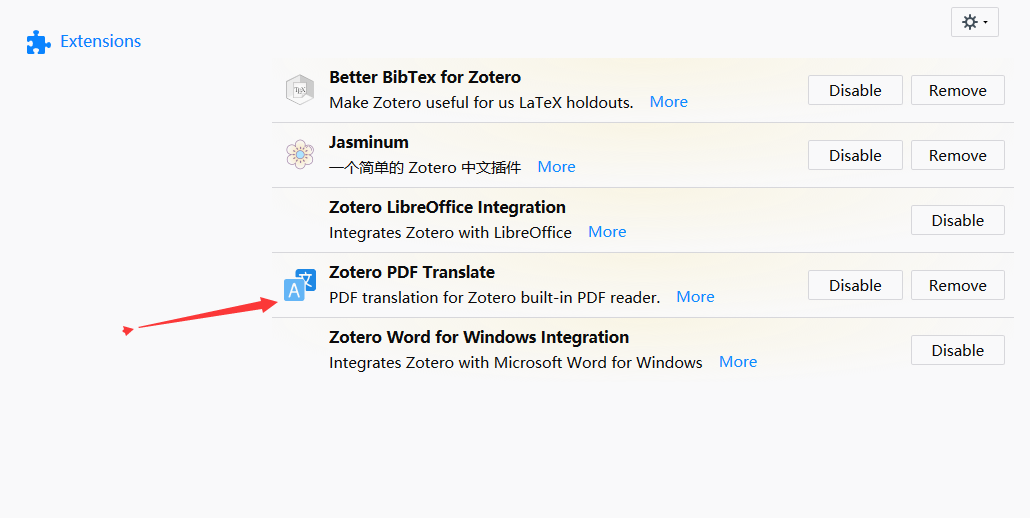 Extensions
Better BibTex for Zotero
Make Zotero useful for us LaTeX holdouts. More
Disable Remove
Jasminum
一个简单的 Zotero 中文插件 More
Disable Remove
Zotero LibreOffice Integration
Integrates Zotero with LibreOffice More
Disable
Zotero PDF Translate
PDF translation for Zotero built-in PDF reader. More
Disable Remove
Zotero Word for Windows Integration
Integrates Zotero with Microsoft Word for Windows More
Disable